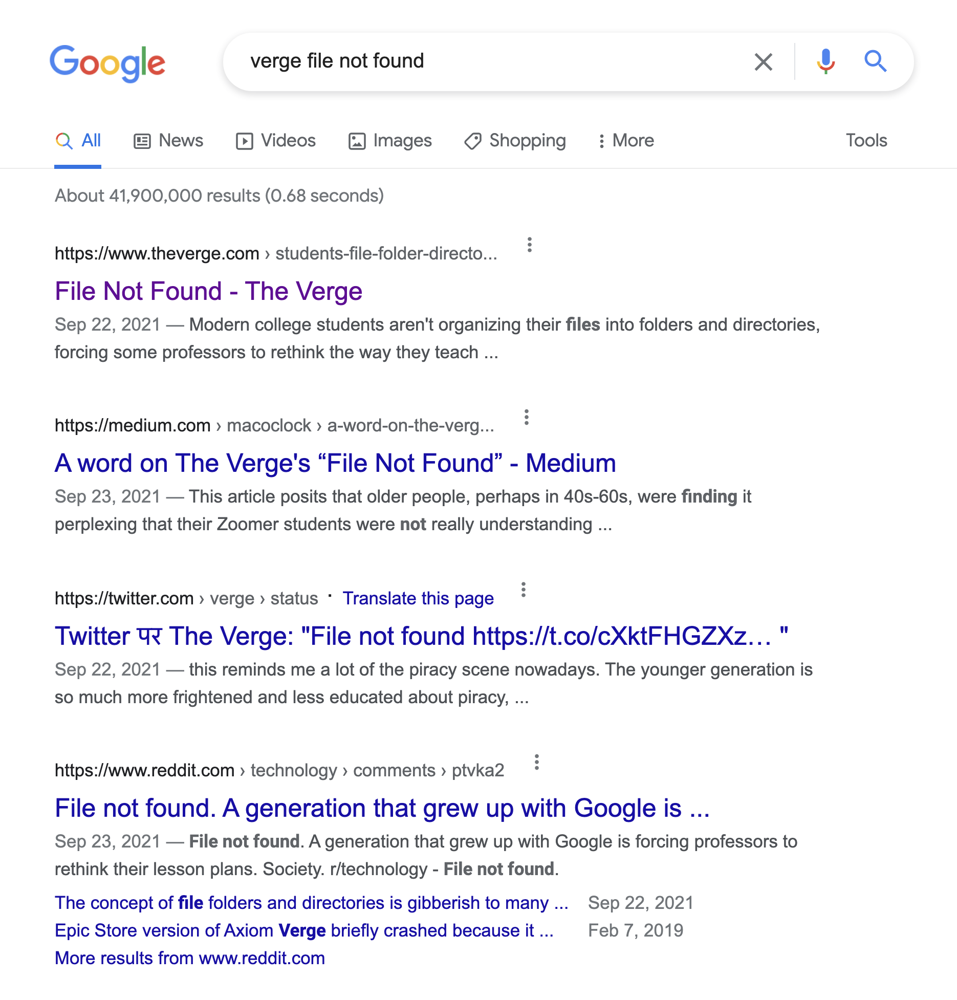 Google
verge file not found
All News Videos Images Shopping More Tools
About 41,900,000 results (0.68 seconds)
https://www.theverge.com › students-file-folder-directo...
File Not Found - The Verge
Sep 22, 2021 — Modern college students aren't organizing their files into folders and directories,
forcing some professors to rethink the way they teach ...
https://medium.com › macoclock › a-word-on-the-verg...
A word on The Verge's “File Not Found” - Medium
Sep 23, 2021 — This article posits that older people, perhaps in 40s-60s, were finding it
perplexing that their Zoomer students were not really understanding ...
https://twitter.com › verge › status · Translate this page
Twitter पर The Verge: "File not found https://t.co/cXktFHGZXz… "
Sep 22, 2021 — this reminds me a lot of the piracy scene nowadays. The younger generation is
so much more frightened and less educated about piracy, ...
https://www.reddit.com › technology › comments › ptvka2
File not found. A generation that grew up with Google is ...
Sep 23, 2021 — File not found. A generation that grew up with Google is forcing professors to
rethink their lesson plans. Society. r/technology - File not found.
The concept of file folders and directories is gibberish to many ... Sep 22, 2021
Epic Store version of Axiom Verge briefly crashed because it ... Feb 7, 2019
More results from www.reddit.com